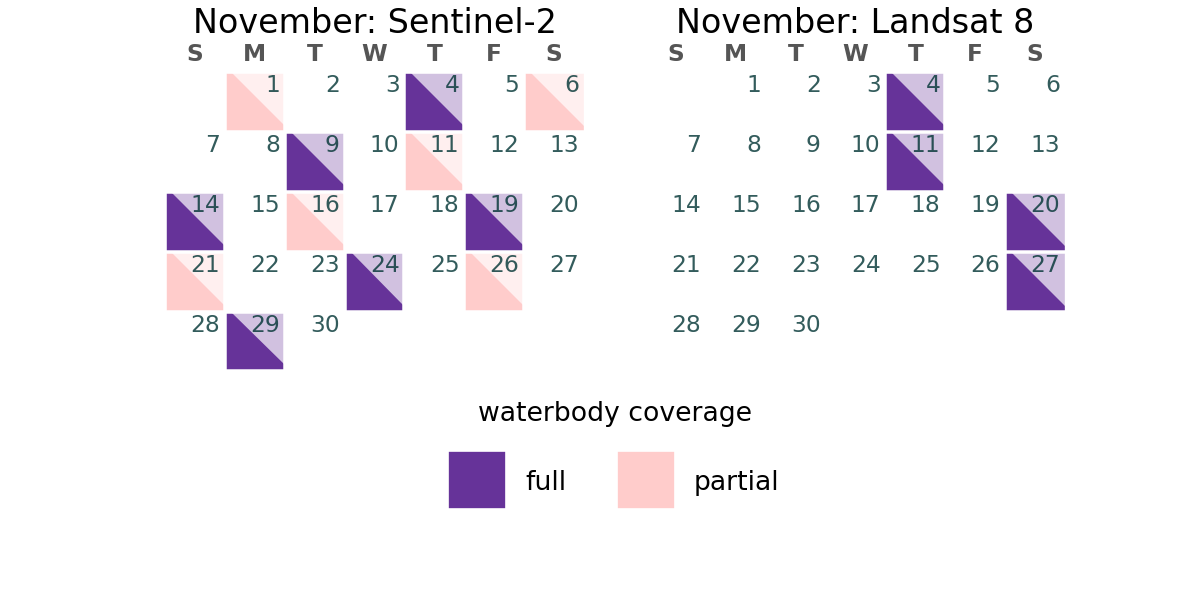 November: Sentinel-2
S M T W T F S
1 2 3 4 5 6
7 8 9 10 11 12 13
14 15 16 17 18 19 20
21 22 23 24 25 26 27
28 29 30
November: Landsat 8
S M T W T F S
1 2 3 4 5 6
7 8 9 10 11 12 13
14 15 16 17 18 19 20
21 22 23 24 25 26 27
28 29 30
waterbody coverage
full partial